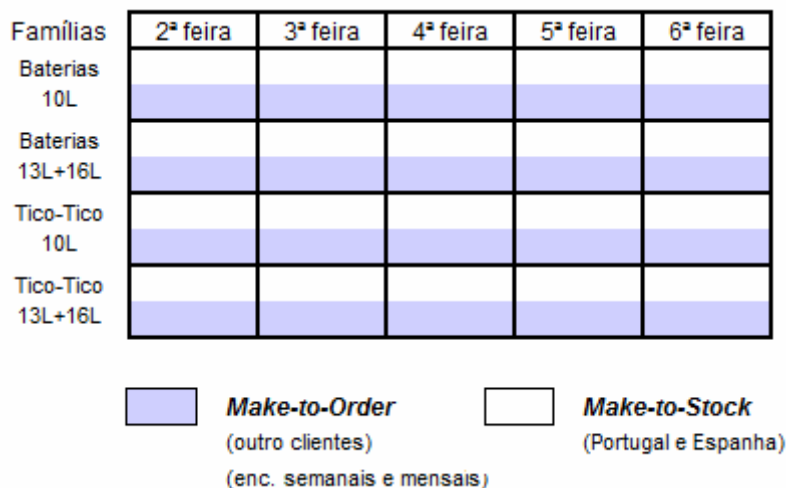 Famílias 2ª feira 3ª feira 4ª feira 5ª feira 6ª feira
Baterias
10L
Baterias
13L+16L
Tico-Tico
10L
Tico-Tico
13L+16L
Make-to-Order Make-to-Stock
(outro clientes) (Portugal e Espanha)
(enc. semanais e mensais)